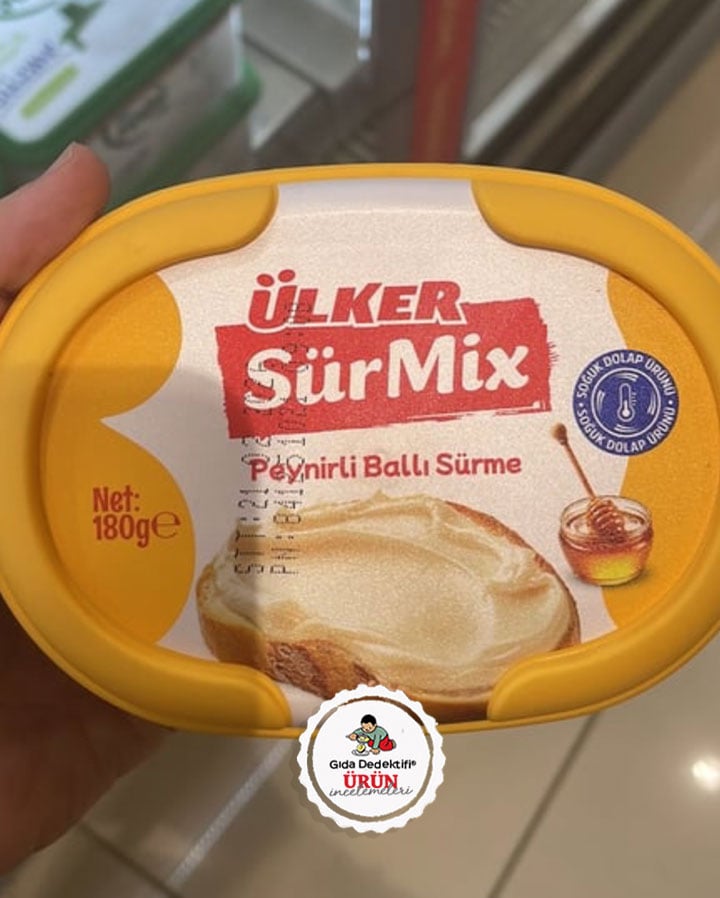 ÜLKER
SürMix
Peynirli Ballı Sürme
SOĞUK DOLAP ÜRÜNÜ • SOĞUK DOLAP ÜRÜNÜ •
Net:
180g℮
Gıda Dedektifi®
ÜRÜN
incelemeleri